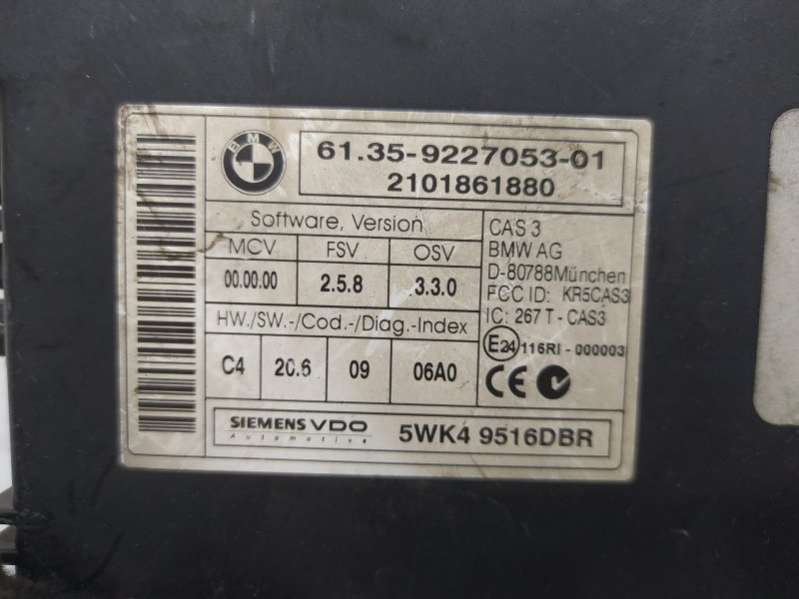 BMW
61.35-9227053-01
2101861880
Software, Version
MCV FSV OSV
00.00.00 2.5.8 3.3.0
HW./SW.-/Cod.-/Diag.-Index
C4 20.6 09 06A0
CAS 3
BMW AG
D-80788München
FCC ID: KR5CAS3
IC: 267 T - CAS3
E24 116RI - 000003
CE
SIEMENS VDO
Automotive
5WK4 9516DBR